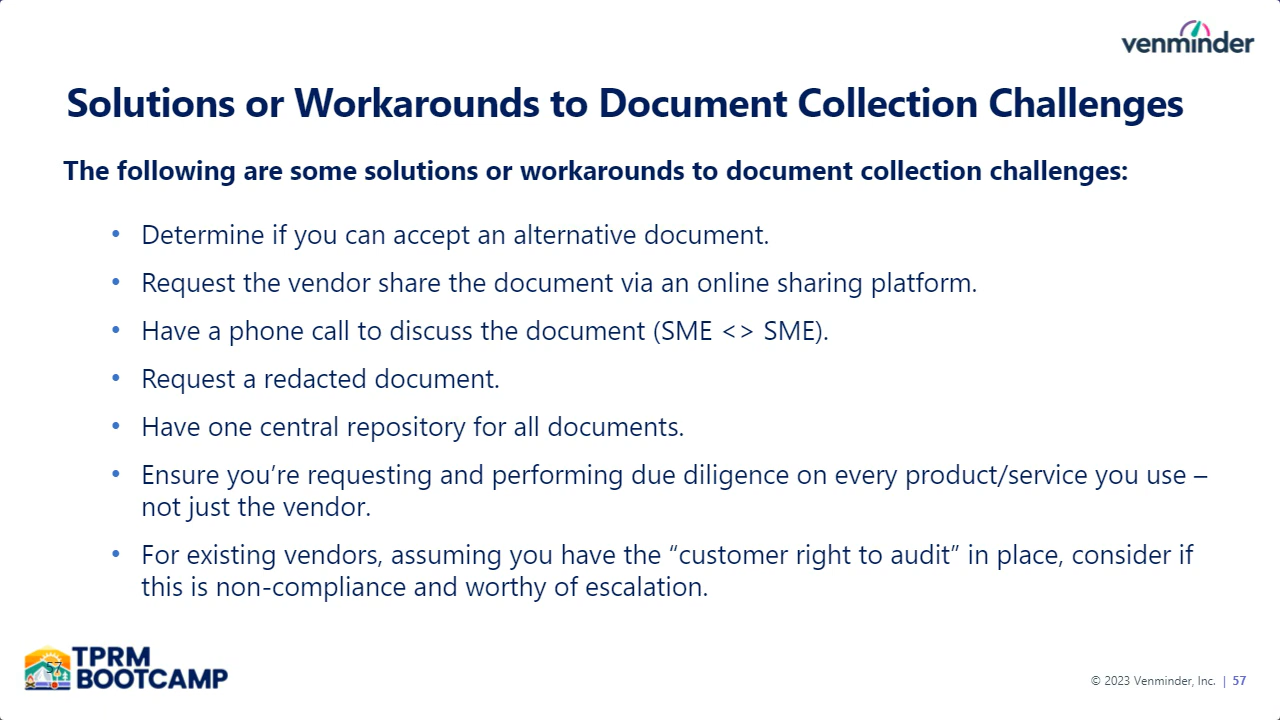 venminder
Solutions or Workarounds to Document Collection Challenges
The following are some solutions or workarounds to document collection challenges:
• Determine if you can accept an alternative document.
• Request the vendor share the document via an online sharing platform.
• Have a phone call to discuss the document (SME <> SME).
• Request a redacted document.
• Have one central repository for all documents.
• Ensure you’re requesting and performing due diligence on every product/service you use –
not just the vendor.
• For existing vendors, assuming you have the “customer right to audit” in place, consider if
this is non-compliance and worthy of escalation.
57
TPRM
BOOTCAMP
© 2023 Venminder, Inc. | 57